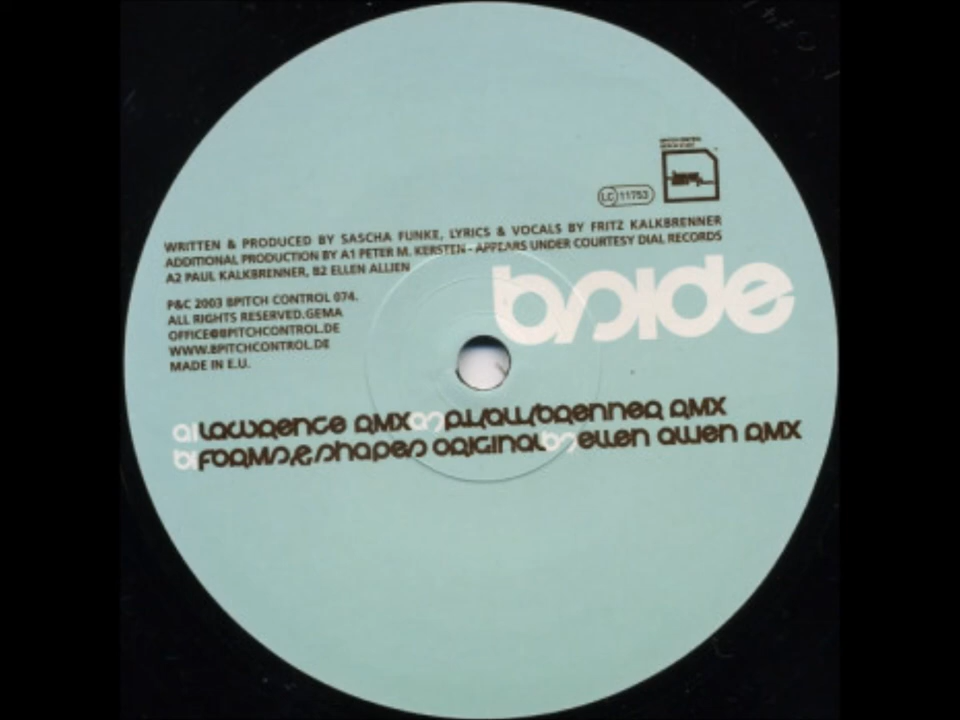 LC 11753
WRITTEN & PRODUCED BY SASCHA FUNKE, LYRICS & VOCALS BY FRITZ KALKBRENNER
ADDITIONAL PRODUCTION BY A1 PETER M. KERSTEN - APPEARS UNDER COURTESY DIAL RECORDS
A2 PAUL KALKBRENNER, B2 ELLEN ALLIEN
bside
P&C 2003 BPITCH CONTROL 074.
ALL RIGHTS RESERVED.GEMA
OFFICE@BPITCHCONTROL.DE
WWW.BPITCHCONTROL.DE
MADE IN E.U.
a1 Lawrence RMX a2 P.Kalkbrenner RMX
b1 Forms & Shapes Original b2 Ellen Allien RMX